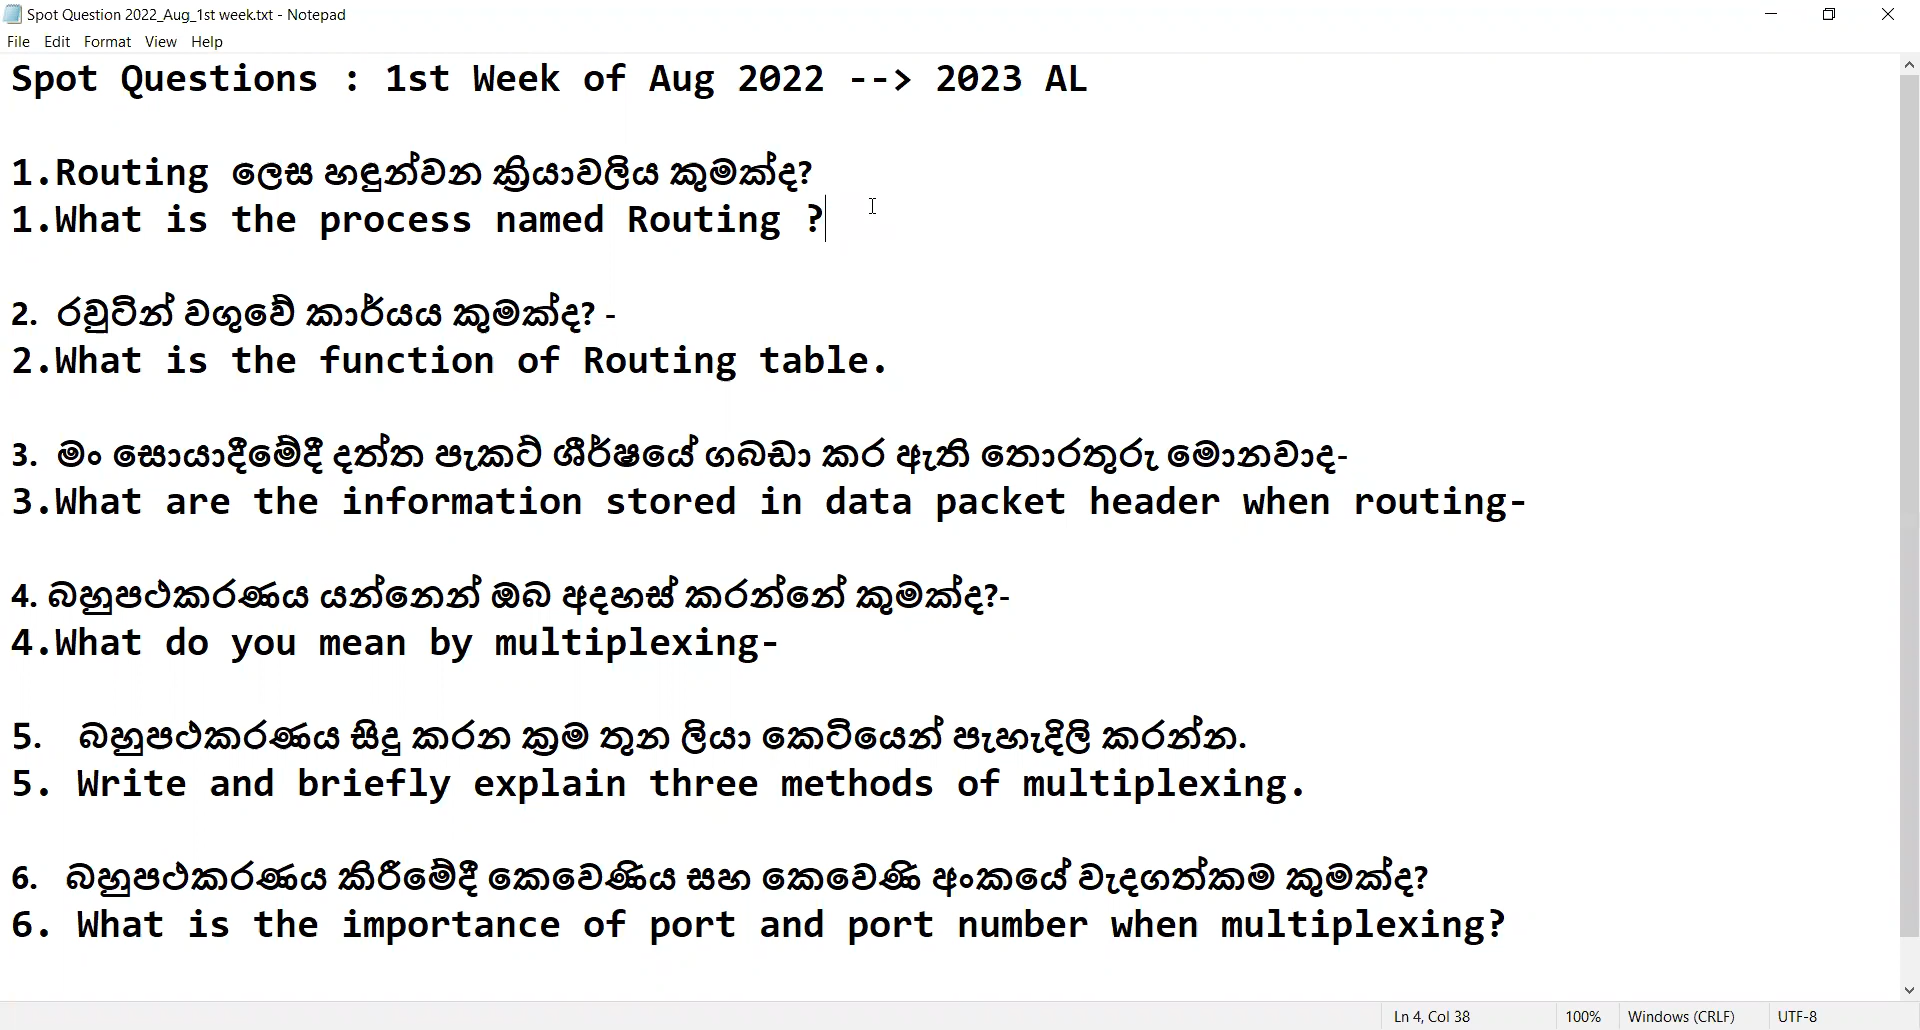 Spot Question 2022_Aug_1st week.txt - Notepad
File Edit Format View Help
Spot Questions : 1st Week of Aug 2022 --> 2023 AL
1.Routing ලෙස හඳුන්වන ක්‍රියාවලිය කුමක්ද?
1.What is the process named Routing ?
2. රවුටින් වගුවේ කාර්යය කුමක්ද? -
2.What is the function of Routing table.
3. මං සොයාදීමේදී දත්ත පැකට් ශීර්ෂයේ ගබඩා කර ඇති තොරතුරු මොනවාද-
3.What are the information stored in data packet header when routing-
4. බහුපථකරණය යන්නෙන් ඔබ අදහස් කරන්නේ කුමක්ද?-
4.What do you mean by multiplexing-
5. බහුපථකරණය සිදු කරන ක්‍රම තුන ලියා කෙටියෙන් පැහැදිලි කරන්න.
5. Write and briefly explain three methods of multiplexing.
6. බහුපථකරණය කිරීමේදී කෙවෙණිය සහ කෙවෙණි අංකයේ වැදගත්කම කුමක්ද?
6. What is the importance of port and port number when multiplexing?
Ln 4, Col 38 100% Windows (CRLF) UTF-8